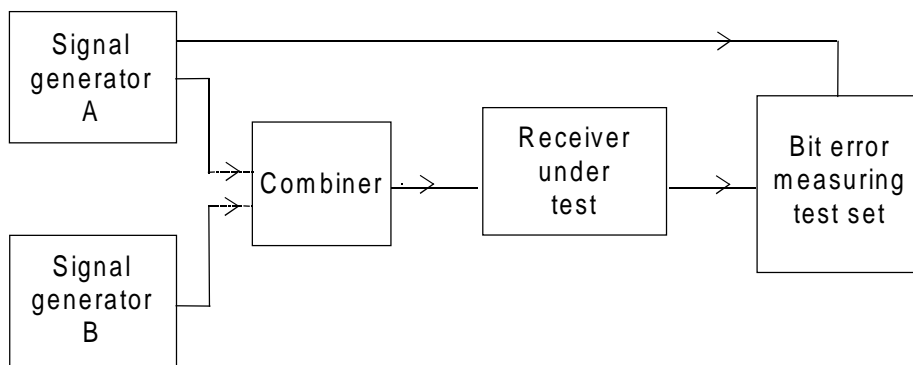 Signal
generator
A
Combiner
Receiver
under
test
Bit error
measuring
test set
Signal
generator
B